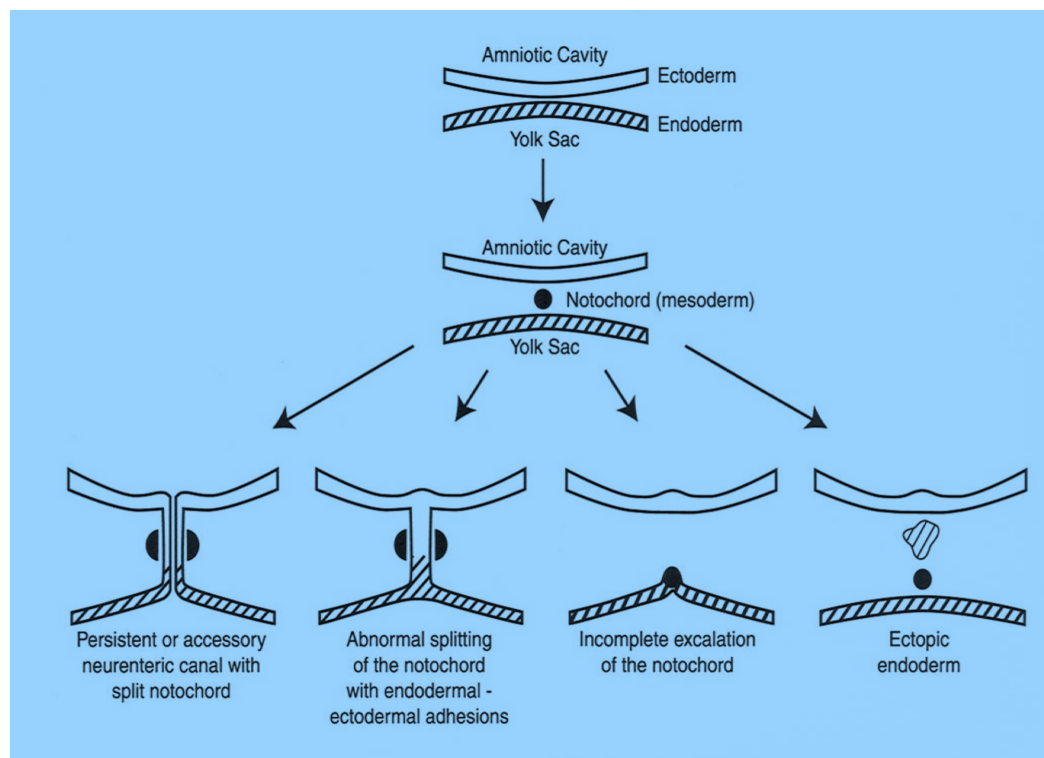 Amniotic Cavity
Ectoderm
Endoderm
Yolk Sac
Amniotic Cavity
Notochord (mesoderm)
Yolk Sac
Persistent or accessory
neurenteric canal with
split notochord
Abnormal splitting
of the notochord
with endodermal -
ectodermal adhesions
Incomplete excalation
of the notochord
Ectopic
endoderm